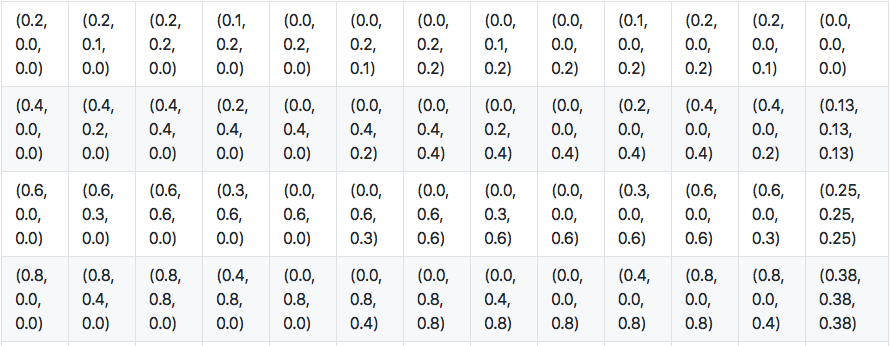 (0.2, (0.2, (0.2, (0.1, (0.0, (0.0, (0.0, (0.0, (0.0, (0.1, (0.2, (0.2, (0.0,
0.0, 0.1, 0.2, 0.2, 0.2, 0.2, 0.2, 0.1, 0.0, 0.0, 0.0, 0.0, 0.0,
0.0) 0.0) 0.0) 0.0) 0.0) 0.1) 0.2) 0.2) 0.2) 0.2) 0.2) 0.1) 0.0)
(0.4, (0.4, (0.4, (0.2, (0.0, (0.0, (0.0, (0.0, (0.0, (0.2, (0.4, (0.4, (0.13,
0.0, 0.2, 0.4, 0.4, 0.4, 0.4, 0.4, 0.2, 0.0, 0.0, 0.0, 0.0, 0.13,
0.0) 0.0) 0.0) 0.0) 0.0) 0.2) 0.4) 0.4) 0.4) 0.4) 0.4) 0.2) 0.13)
(0.6, (0.6, (0.6, (0.3, (0.0, (0.0, (0.0, (0.0, (0.0, (0.3, (0.6, (0.6, (0.25,
0.0, 0.3, 0.6, 0.6, 0.6, 0.6, 0.6, 0.3, 0.0, 0.0, 0.0, 0.0, 0.25,
0.0) 0.0) 0.0) 0.0) 0.0) 0.3) 0.6) 0.6) 0.6) 0.6) 0.6) 0.3) 0.25)
(0.8, (0.8, (0.8, (0.4, (0.0, (0.0, (0.0, (0.0, (0.0, (0.4, (0.8, (0.8, (0.38,
0.0, 0.4, 0.8, 0.8, 0.8, 0.8, 0.8, 0.4, 0.0, 0.0, 0.0, 0.0, 0.38,
0.0) 0.0) 0.0) 0.0) 0.0) 0.4) 0.8) 0.8) 0.8) 0.8) 0.8) 0.4) 0.38)